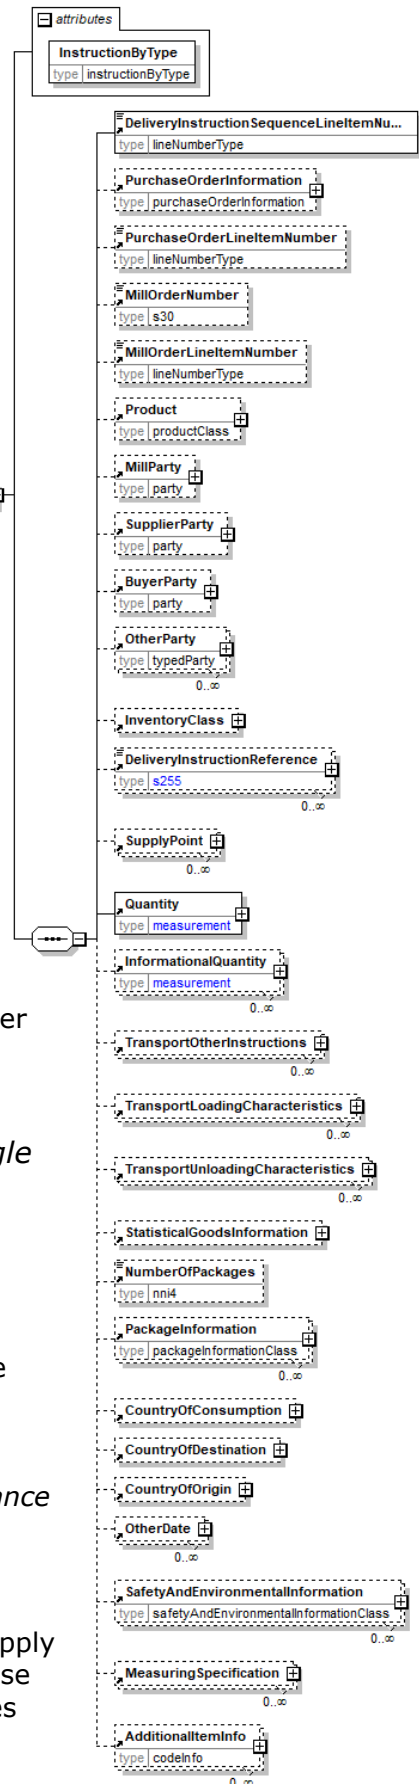 attributes
InstructionByType
type instructionByType
DeliveryInstructionSequenceLineItemNu...
type lineNumberType
PurchaseOrderInformation
type purchaseOrderInformation
PurchaseOrderLineItemNumber
type lineNumberType
MillOrderNumber
type s30
MillOrderLineItemNumber
type lineNumberType
Product
type productClass
MillParty
type party
SupplierParty
type party
BuyerParty
type party
OtherParty
type typedParty
0..∞
InventoryClass
DeliveryInstructionReference
type s255
0..∞
SupplyPoint
0..∞
Quantity
type measurement
InformationalQuantity
type measurement
0..∞
er
TransportOtherInstructions
0..∞
TransportLoadingCharacteristics
0..∞
gle
TransportUnloadingCharacteristics
0..∞
StatisticalGoodsInformation
NumberOfPackages
type nni4
PackageInformation
type packageInformationClass
0..∞
e
CountryOfConsumption
CountryOfDestination
CountryOfOrigin
ance
OtherDate
0..∞
SafetyAndEnvironmentalInformation
type safetyAndEnvironmentalInformationClass
0..∞
pply
se
MeasuringSpecification
0..∞
es
AdditionalItemInfo
type codeInfo
0..∞